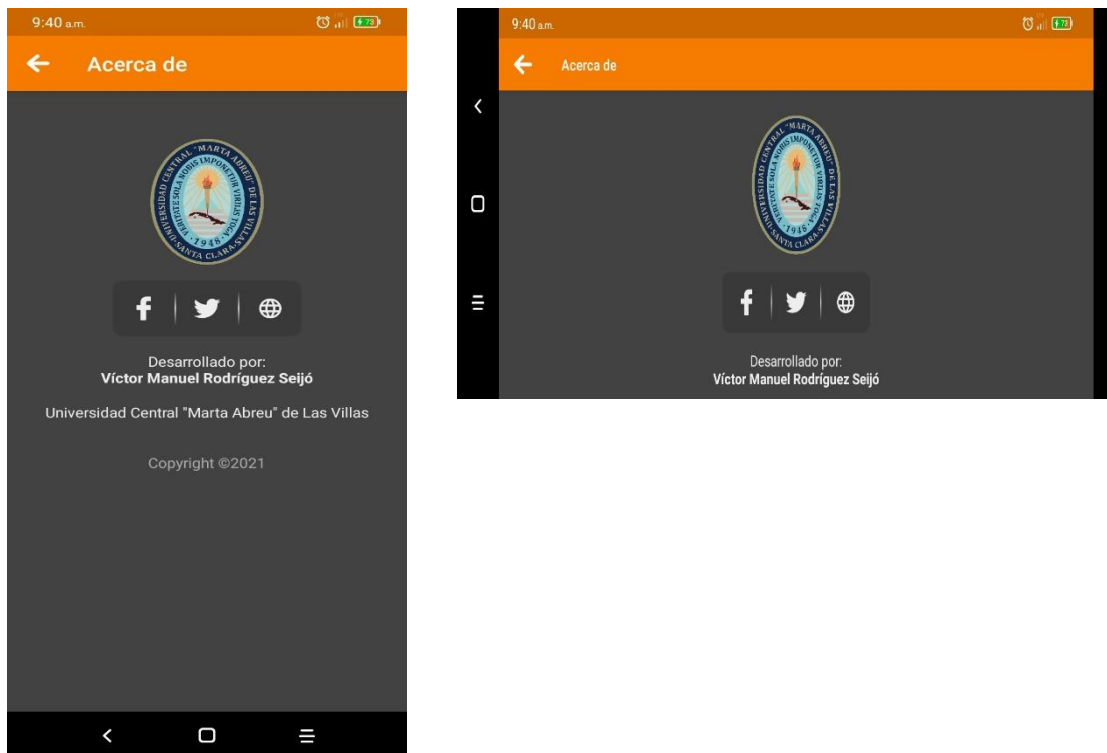 9:40 a.m.
73
Acerca de
UNIVERSIDAD CENTRAL "MARTA ABREU" DE LAS VILLAS
VERITATE SOLA NOBIS IMPONETUR VIRILIS TOGA
· 1948 ·
SANTA CLARA
Desarrollado por:
Víctor Manuel Rodríguez Seijó
Universidad Central "Marta Abreu" de Las Villas
Copyright ©2021
9:40 a.m.
73
Acerca de
UNIVERSIDAD CENTRAL "MARTA ABREU" DE LAS VILLAS
VERITATE SOLA NOBIS IMPONETUR VIRILIS TOGA
· 1948 ·
SANTA CLARA
Desarrollado por:
Víctor Manuel Rodríguez Seijó